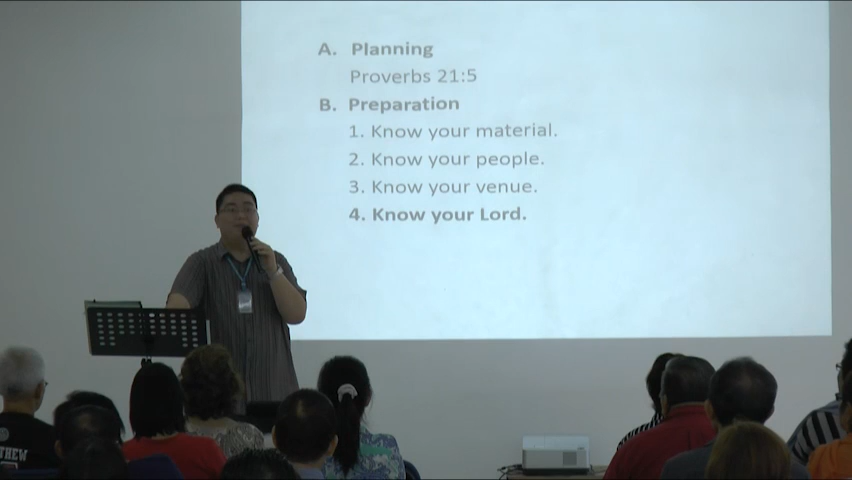 A. Planning
Proverbs 21:5
B. Preparation
1. Know your material.
2. Know your people.
3. Know your venue.
4. Know your Lord.
THEW